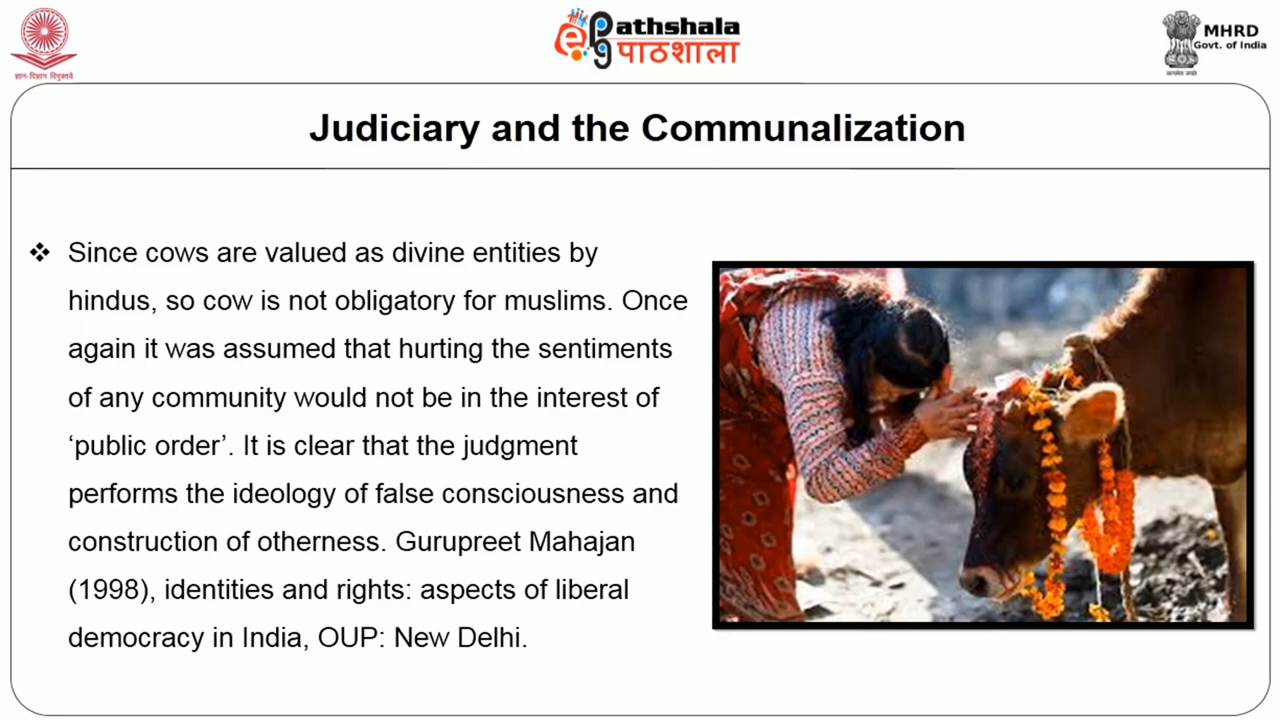 ज्ञान-विज्ञान विमुक्तये
ePG athshala
पाठशाला
MHRD
Govt. of India
सत्यमेव जयते
Judiciary and the Communalization
❖ Since cows are valued as divine entities by
hindus, so cow is not obligatory for muslims. Once
again it was assumed that hurting the sentiments
of any community would not be in the interest of
‘public order’. It is clear that the judgment
performs the ideology of false consciousness and
construction of otherness. Gurupreet Mahajan
(1998), identities and rights: aspects of liberal
democracy in India, OUP: New Delhi.